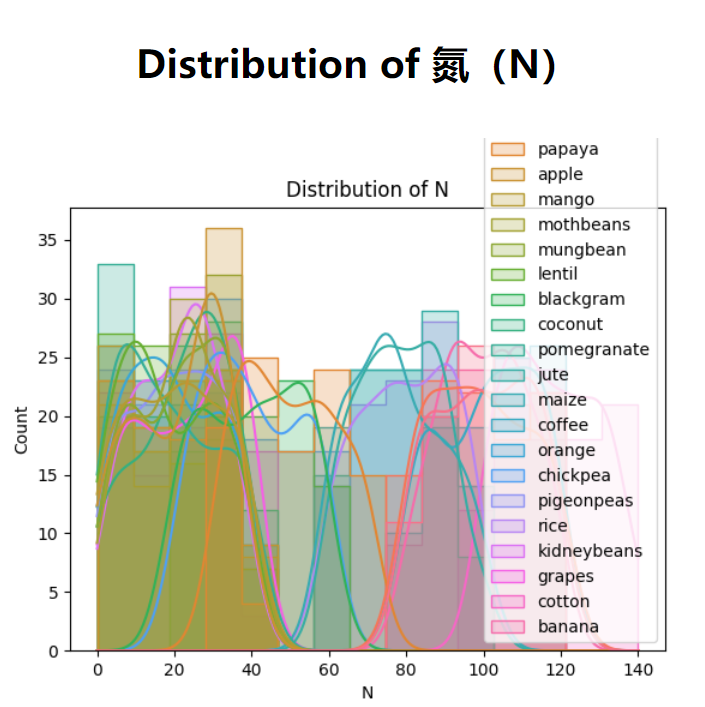 Distribution of 氮（N）
Distribution of N
papaya
apple
mango
mothbeans
mungbean
lentil
blackgram
coconut
pomegranate
jute
maize
coffee
orange
chickpea
pigeonpeas
rice
kidneybeans
grapes
cotton
banana
Count
35
30
25
20
15
10
5
0
0 20 40 60 80 100 120 140
N